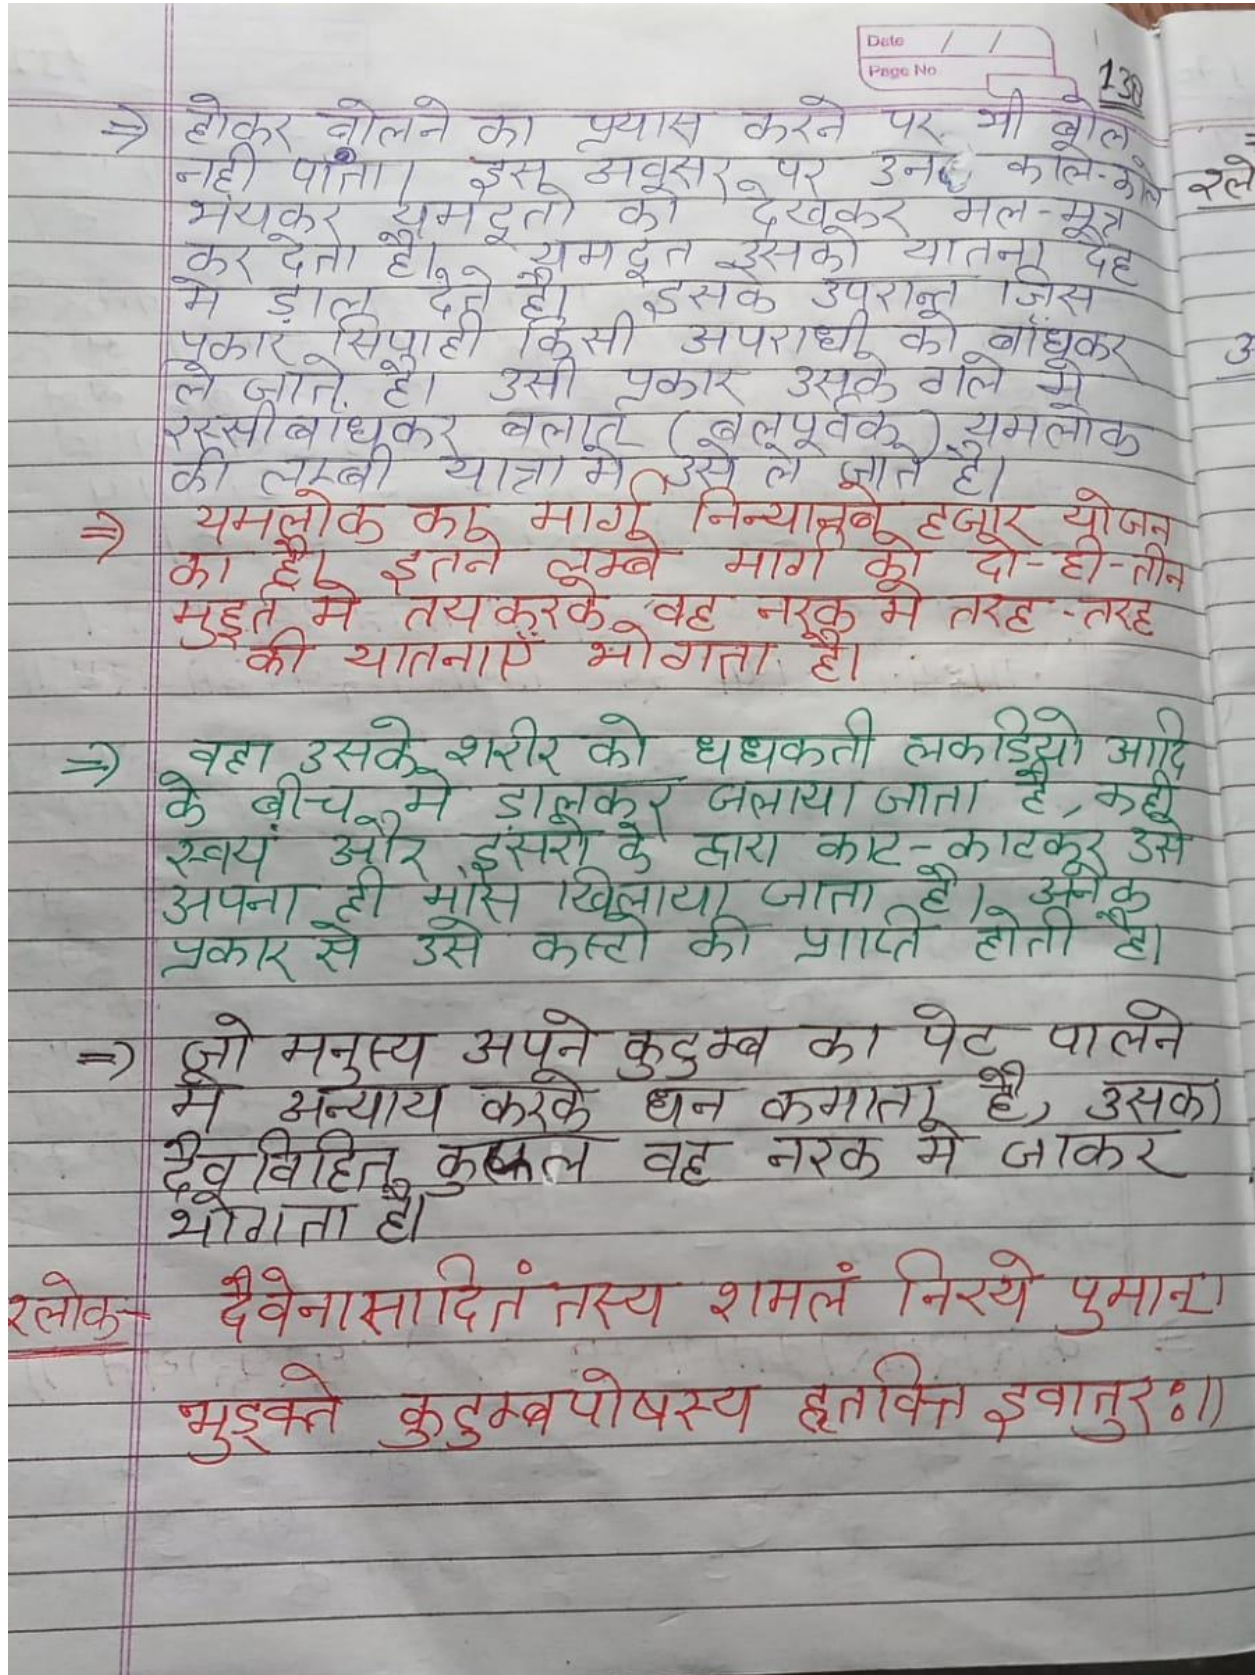 Date / /
Page No.
138
⇒ होकर बोलने का प्रयास करने पर भी बोल
नही पाता। इस अवसर पर उन काले-काले
भंयकर यमदूतो को देखकर मल-मूत्र
कर देता है। यमदूत उसको यातना देह
मे ड़ाल देते है। इसके उपरान्त जिस
प्रकार सिपाही किसी अपराधी को बाँधकर
ले जाते है। उसी प्रकार उसके गले मे
रस्सी बाधकर बलात् (बलपूर्वक) यमलोक
की लम्बी यात्रा मे उसे ले जाते है।
⇒ यमलोक का मार्ग निन्यानबे हजार योजन
का है। इतने लम्बे मार्ग को दो-ही-तीन
मुहूर्त मे तय करके वह नरक मे तरह-तरह
की यातनाएँ भोगता है।
⇒ वहा उसके शरीर को धधकती लकडियो आदि
के बीच मे डालकर जलाया जाता है, कही
स्वयं और दुसरो के द्वारा काट-काटकर उसे
अपना ही माँस खिलाया जाता है। अनेक
प्रकार से उसे कस्टो की प्राप्ति होती है।
⇒ जो मनुस्य अपने कुटुम्ब का पेट पालने
मे अन्याय करके धन कमाता है, उसका
दैव विहित कुफल वह नरक मे जाकर
भोगता है।
श्लोक- दैवेनासादितं तस्य शमलं निरये पुमान्।
भुङ्क्ते कुटुम्बपोषस्य हृतवित्त इवातुरः॥
श्लो